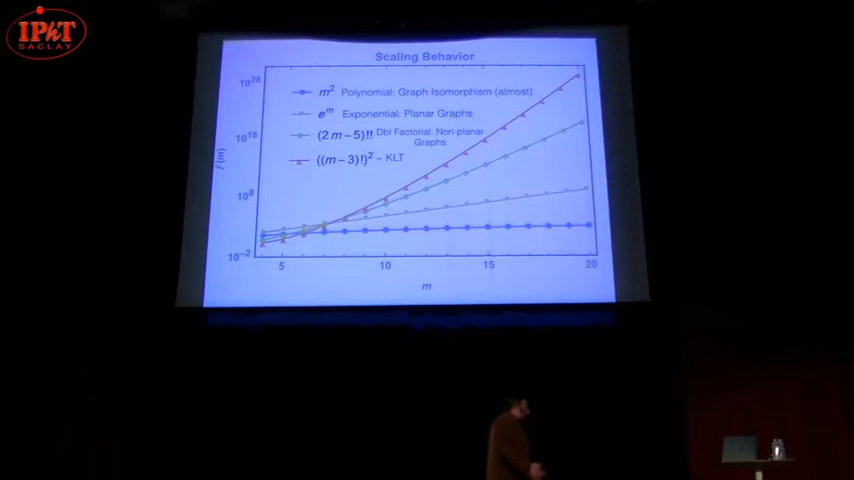 IPhT
SACLAY
Scaling Behavior
10^28
m^2 Polynomial: Graph Isomorphism (almost)
e^m Exponential: Planar Graphs
10^18
(2 m – 5)!! Dbl Factorial: Non-planar
Graphs
f(m)
((m – 3)!)^2 ~ KLT
10^8
10^-2
5 10 15 20
m